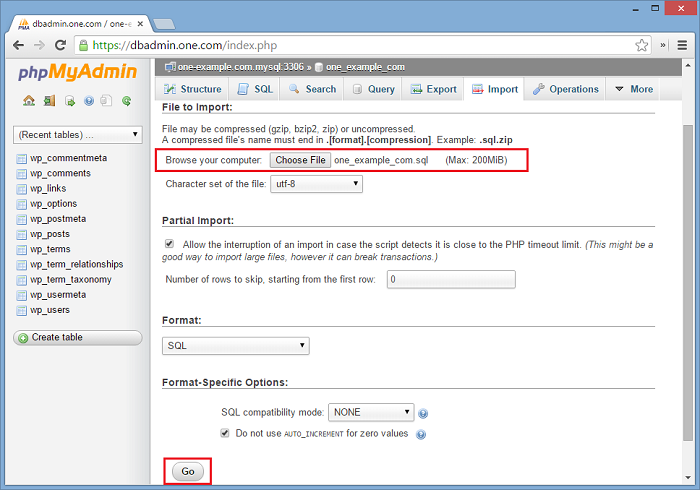 dbadmin.one.com / one-e
https://dbadmin.one.com/index.php
phpMyAdmin
(Recent tables) ...
wp_commentmeta
wp_comments
wp_links
wp_options
wp_postmeta
wp_posts
wp_terms
wp_term_relationships
wp_term_taxonomy
wp_usermeta
wp_users
Create table
one-example.com.mysql:3306 » one_example_com
Structure SQL Search Query Export Import Operations More
File to Import:
File may be compressed (gzip, bzip2, zip) or uncompressed.
A compressed file's name must end in .[format].[compression]. Example: .sql.zip
Browse your computer: Choose File one_example_com.sql (Max: 200MiB)
Character set of the file: utf-8
Partial Import:
Allow the interruption of an import in case the script detects it is close to the PHP timeout limit. (This might be a
good way to import large files, however it can break transactions.)
Number of rows to skip, starting from the first row: 0
Format:
SQL
Format-Specific Options:
SQL compatibility mode: NONE
Do not use AUTO_INCREMENT for zero values
Go